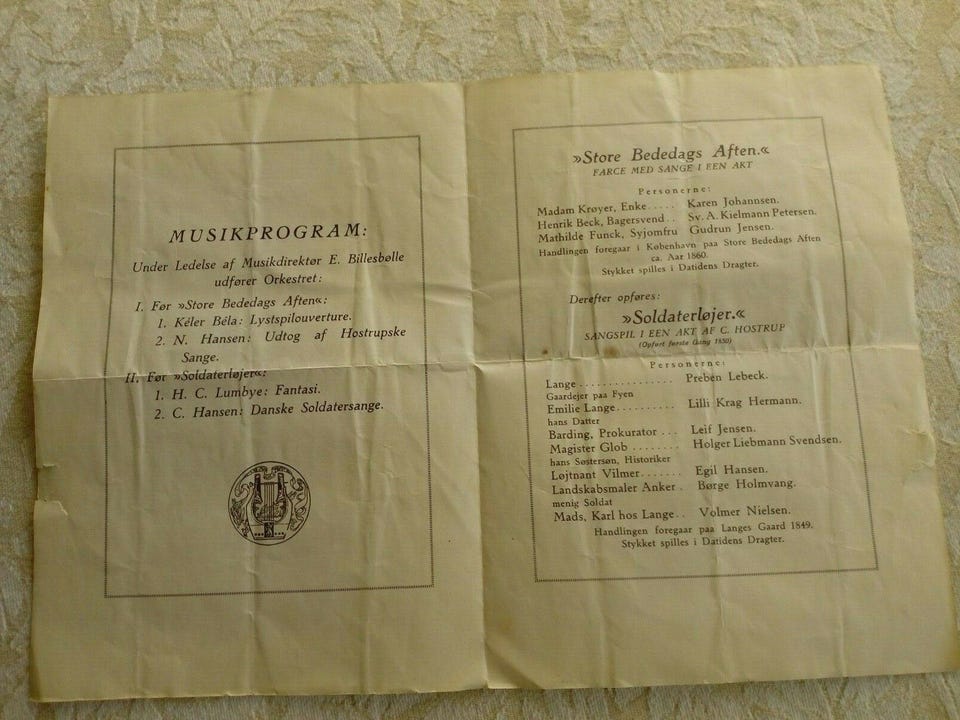 MUSIKPROGRAM:
Under Ledelse af Musikdirektør E. Billesbølle
udfører Orkestret:
I. Før »Store Bededags Aften«:
1. Kéler Béla: Lystspilouverture.
2. N. Hansen: Udtog af Hostrupske
Sange.
II. Før »Soldaterløjer«:
1. H. C. Lumbye: Fantasi.
2. C. Hansen: Danske Soldatersange.
»Store Bededags Aften.«
FARCE MED SANGE I EEN AKT
Personerne:
Madam Krøyer, Enke..... Karen Johannsen.
Henrik Beck, Bagersvend.. Sv. A. Kielmann Petersen.
Mathilde Funck, Syjomfru Gudrun Jensen.
Handlingen foregaar i København paa Store Bededags Aften
ca. Aar 1860.
Stykket spilles i Datidens Dragter.
Derefter opføres:
»Soldaterløjer.«
SANGSPIL I EEN AKT AF C. HOSTRUP
(Opført første Gang 1850)
Personerne:
Lange ................ Preben Lebeck.
Gaardejer paa Fyen
Emilie Lange.......... Lilli Krag Hermann.
hans Datter
Barding, Prokurator ... Leif Jensen.
Magister Glob ........ Holger Liebmann Svendsen.
hans Søstersøn, Historiker
Løjtnant Vilmer....... Egil Hansen.
Landskabsmaler Anker . Børge Holmvang.
menig Soldat
Mads, Karl hos Lange.. Volmer Nielsen.
Handlingen foregaar paa Langes Gaard 1849.
Stykket spilles i Datidens Dragter.